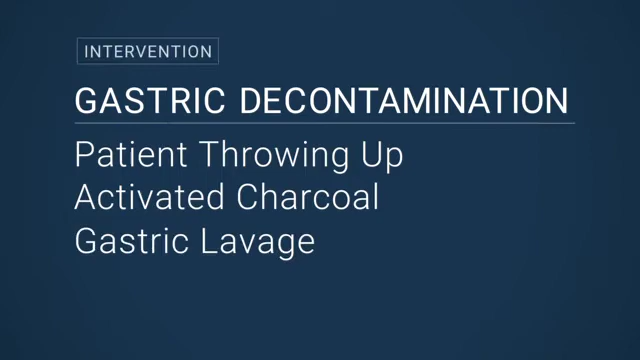 INTERVENTION
GASTRIC DECONTAMINATION
Patient Throwing Up
Activated Charcoal
Gastric Lavage